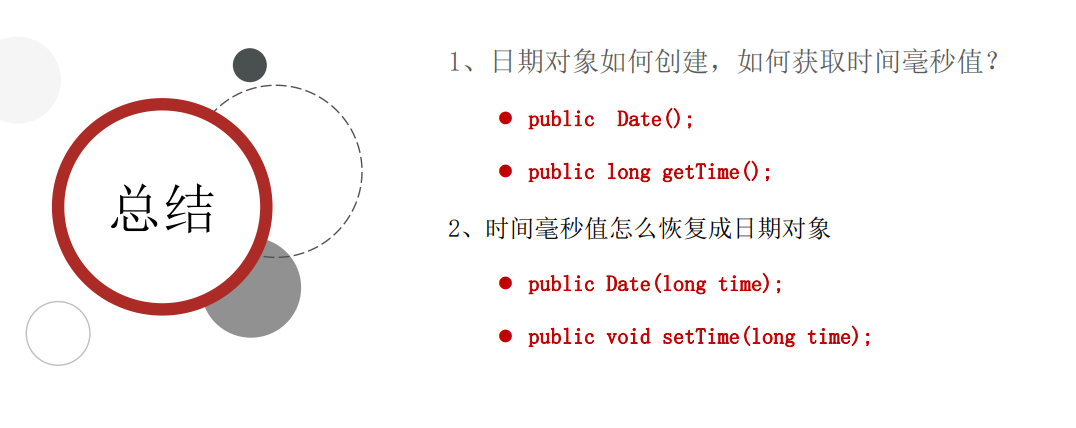 总结
1、日期对象如何创建，如何获取时间毫秒值？
● public  Date();
● public long getTime();
2、时间毫秒值怎么恢复成日期对象
● public Date(long time);
● public void setTime(long time);